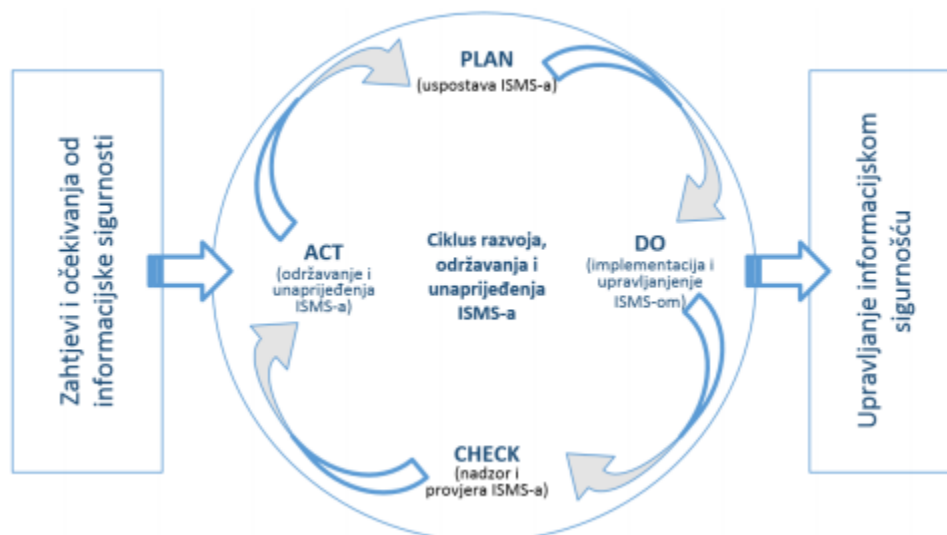 Zahtjevi i očekivanja od
informacijske sigurnosti
PLAN
(uspostava ISMS-a)
ACT
(održavanje i
unaprijeđenja
ISMS-a)
Ciklus razvoja,
održavanja i
unaprijeđenja
ISMS-a
DO
(implementacija i
upravljanjenje
ISMS-om)
CHECK
(nadzor i
provjera ISMS-a)
Upravljanje informacijskom
sigurnošću